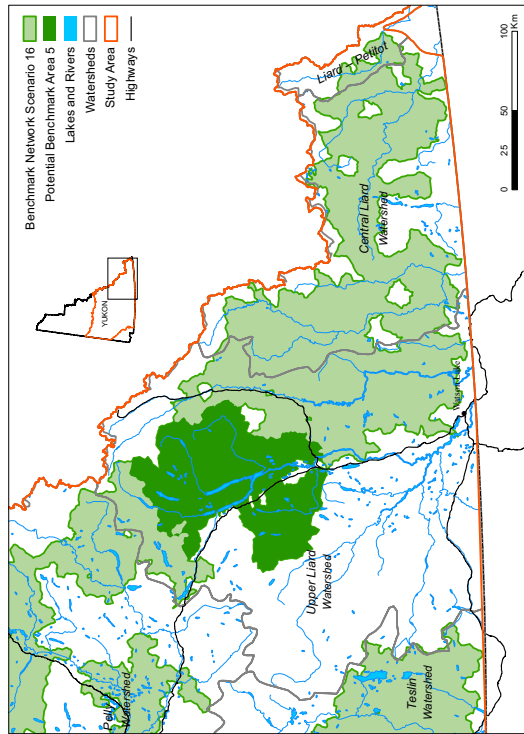 Benchmark Network Scenario 16
Potential Benchmark Area 5
Lakes and Rivers
Watersheds
Study Area
Highways
YUKON
Liard - Petitot
Central Liard
Watershed
Watson Lake
Upper Liard
Watershed
Pelly
Watershed
Teslin
Watershed
0 25 50 100
Km